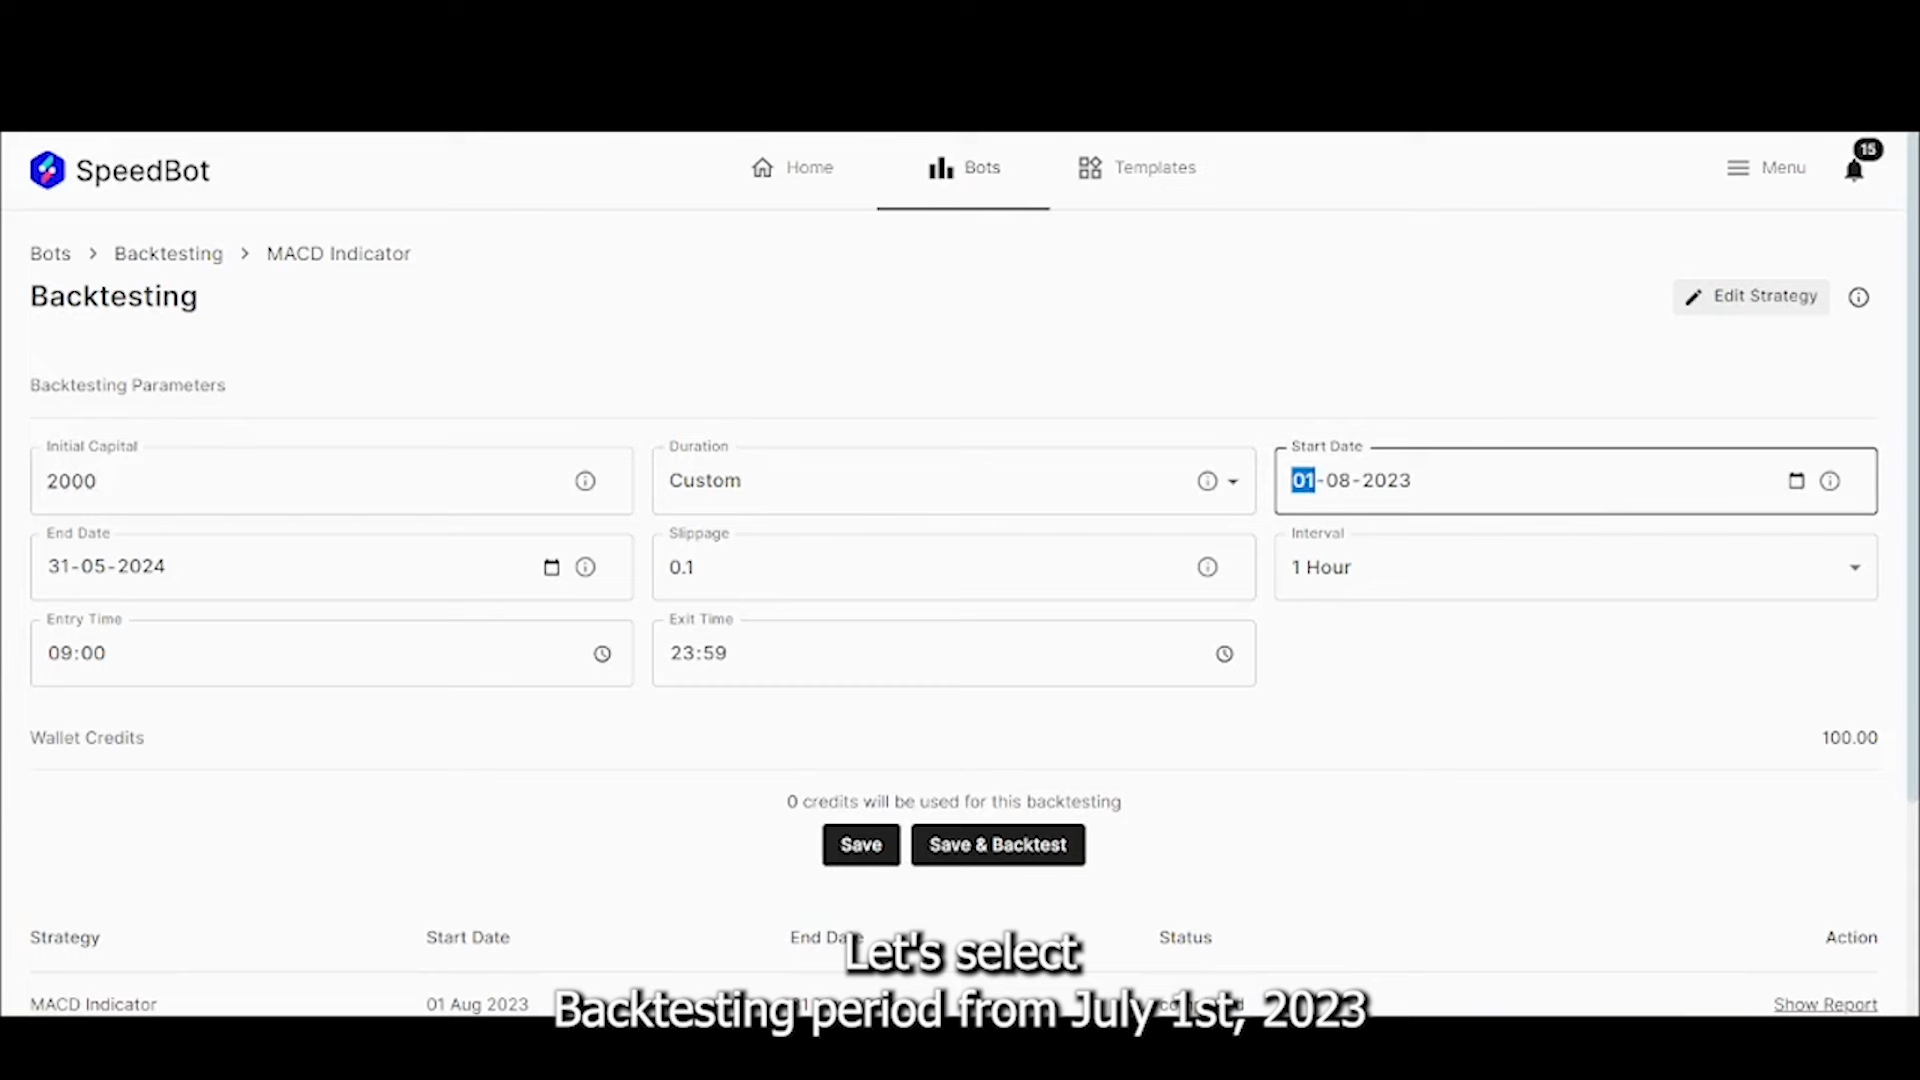 SpeedBot
Home
Bots
Templates
Menu
15
Bots > Backtesting > MACD Indicator
Backtesting
Edit Strategy
Backtesting Parameters
Initial Capital
2000
Duration
Custom
Start Date
01-08-2023
End Date
31-05-2024
Slippage
0.1
Interval
1 Hour
Entry Time
09:00
Exit Time
23:59
Wallet Credits
100.00
0 credits will be used for this backtesting
Save
Save & Backtest
Strategy
Start Date
End
Status
Action
MACD Indicator
01 Aug 2023
Show Report
Let's select
Backtesting period from July 1st, 2023